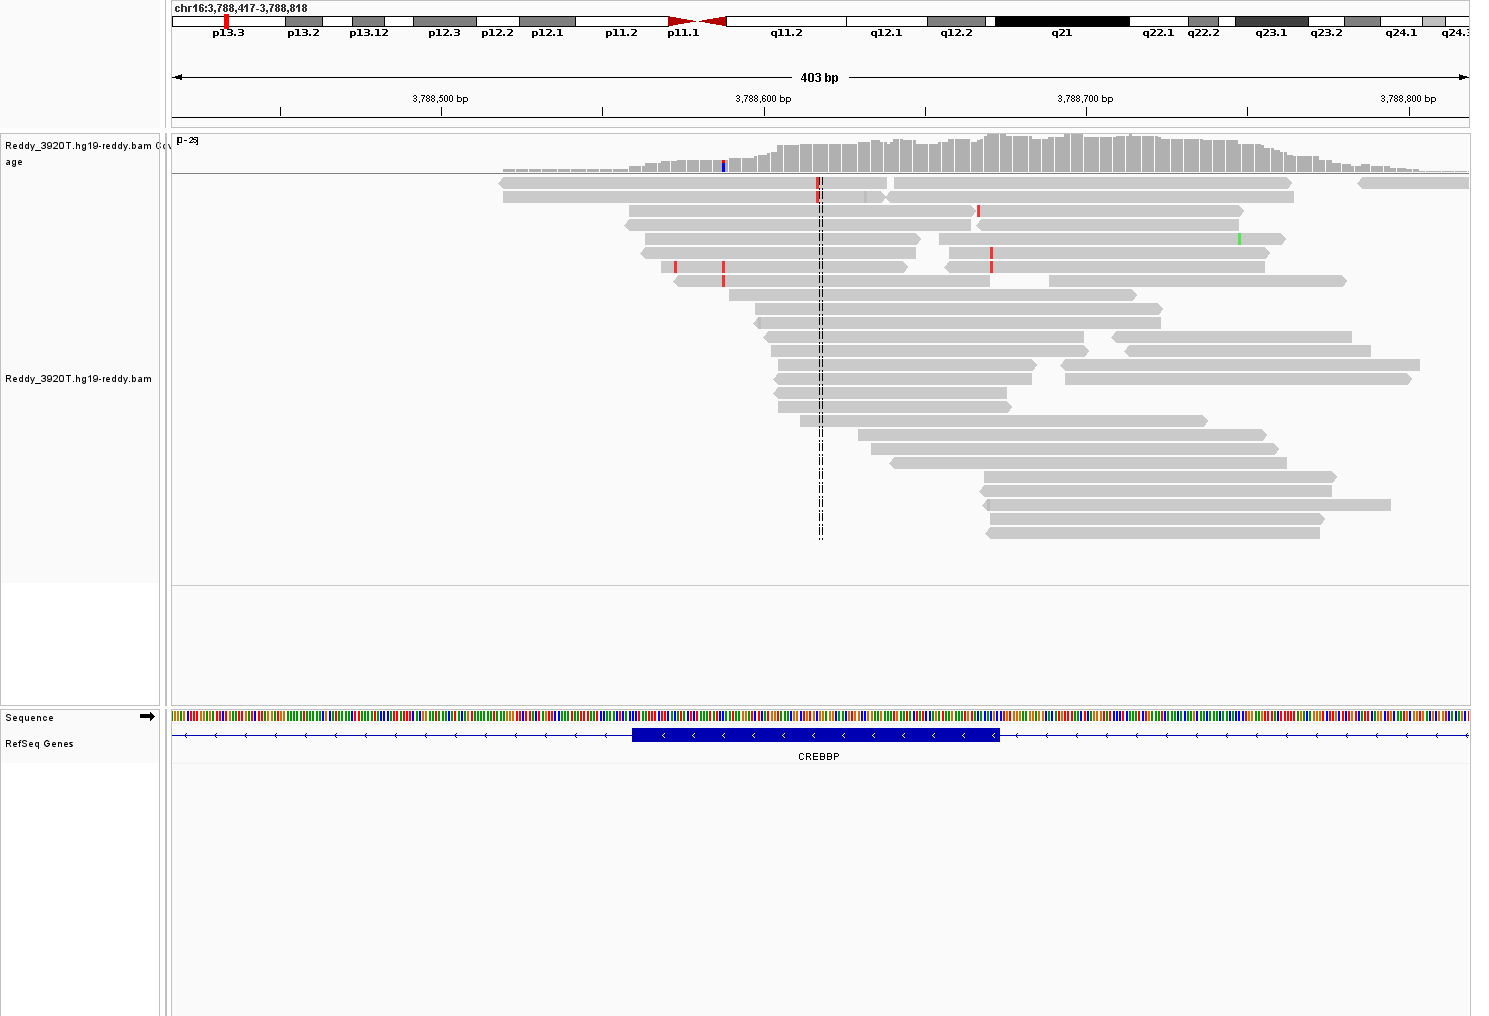 chr16:3,788,417-3,788,818
p13.3 p13.2 p13.12 p12.3 p12.2 p12.1 p11.2 p11.1 q11.2 q12.1 q12.2 q21 q22.1 q22.2 q23.1 q23.2 q24.1 q24.3
403 bp
3,788,500 bp 3,788,600 bp 3,788,700 bp 3,788,800 bp
Reddy_3920T.hg19-reddy.bam Cov
age
[0-25]
Reddy_3920T.hg19-reddy.bam
Sequence
RefSeq Genes
CREBBP